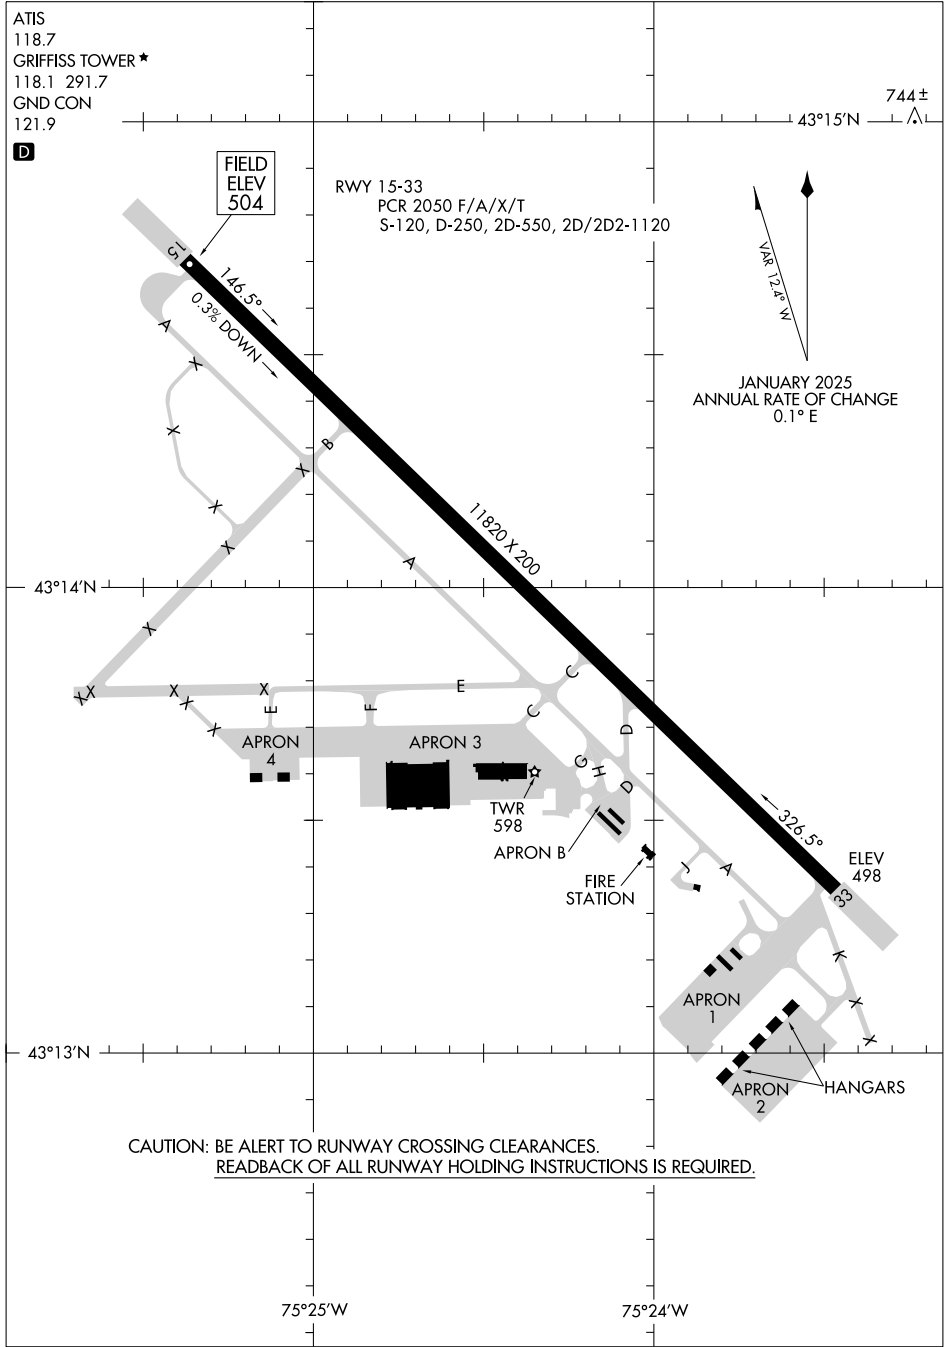 ATIS
118.7
GRIFFISS TOWER ★
118.1 291.7
GND CON
121.9
D
744±
43°15'N
FIELD
ELEV
504
RWY 15-33
PCR 2050 F/A/X/T
S-120, D-250, 2D-550, 2D/2D2-1120
VAR 12.4° W
JANUARY 2025
ANNUAL RATE OF CHANGE
0.1° E
15
146.5°
0.3% DOWN
A
X
X
B
X
X
X
11820 X 200
A
43°14'N
X
X
X
X
X
X
X
E
E
F
C
C
D
G
H
D
APRON
4
APRON 3
TWR
598
APRON B
FIRE
STATION
J
A
326.5°
ELEV
498
33
K
X
X
APRON
1
43°13'N
APRON
2
HANGARS
CAUTION: BE ALERT TO RUNWAY CROSSING CLEARANCES.
READBACK OF ALL RUNWAY HOLDING INSTRUCTIONS IS REQUIRED.
75°25'W
75°24'W